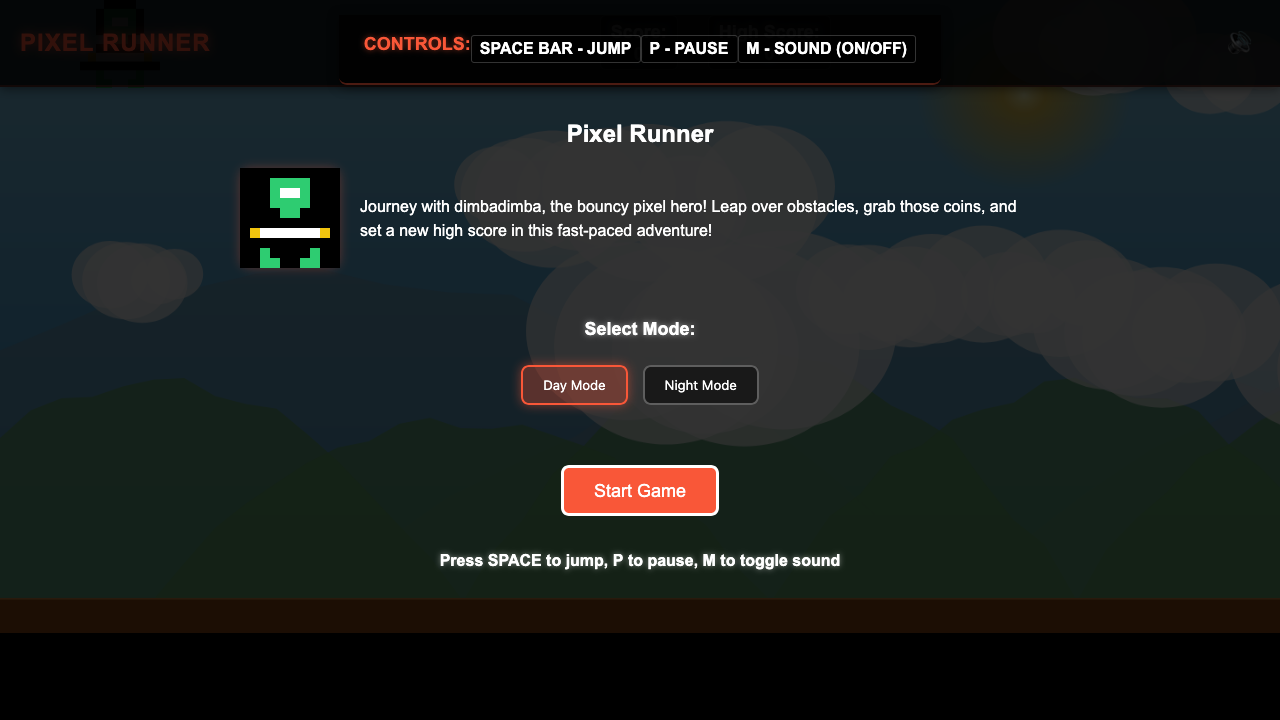 PIXEL RUNNER
Score:
High Score:
CONTROLS: SPACE BAR - JUMP P - PAUSE M - SOUND (ON/OFF)
Pixel Runner
Journey with dimbadimba, the bouncy pixel hero! Leap over obstacles, grab those coins, and
set a new high score in this fast-paced adventure!
Select Mode:
Day Mode
Night Mode
Start Game
Press SPACE to jump, P to pause, M to toggle sound